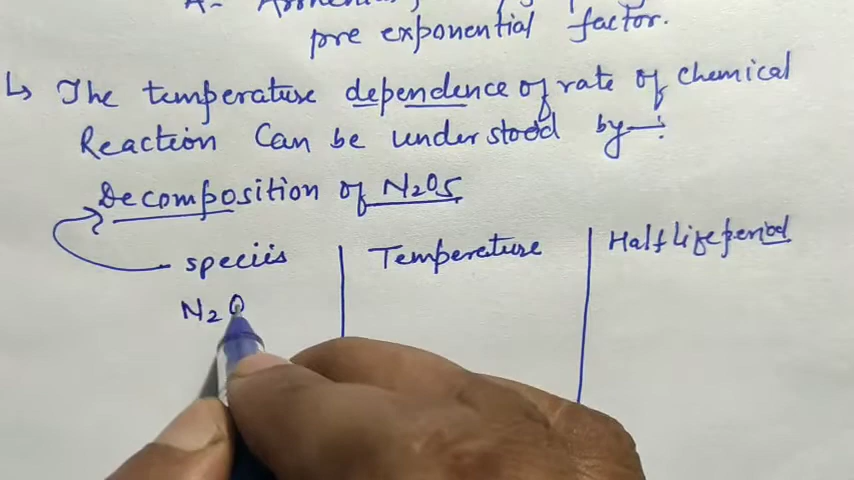 pre exponential factor.
↳ The temperature dependence of rate of chemical
Reaction Can be understood by—:
Decomposition of N2O5
speciis Temperature Half life period
N2O